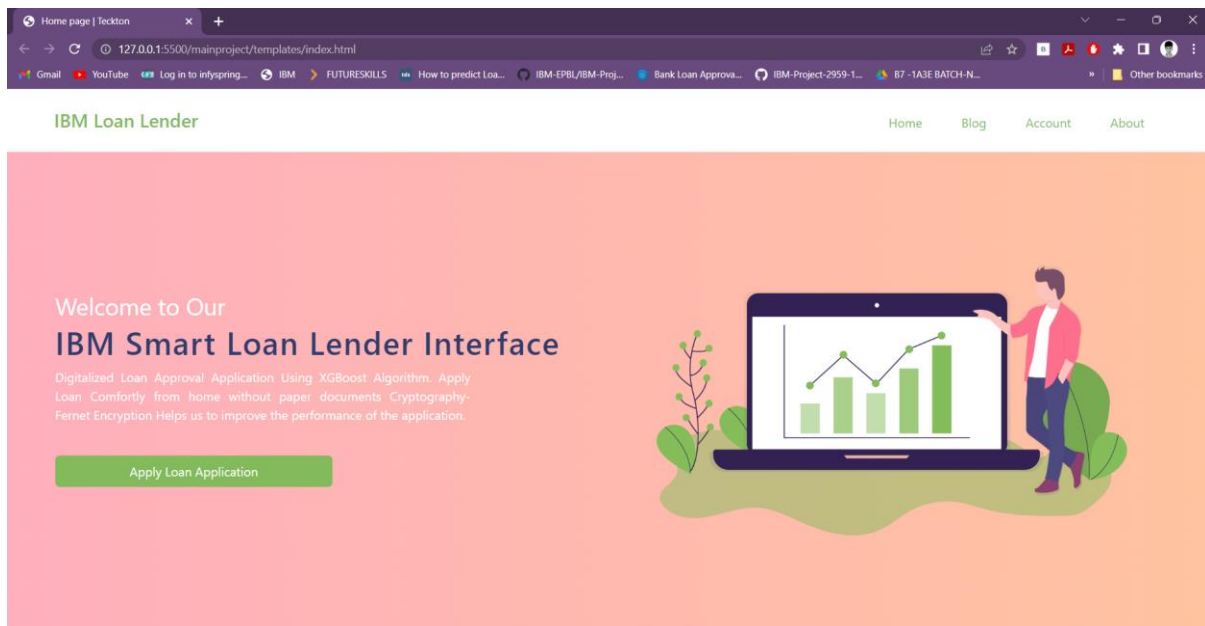 Home page | Teckton
127.0.0.1:5500/mainproject/templates/index.html
Gmail YouTube Log in to infyspring... IBM FUTURESKILLS How to predict Loa... IBM-EPBL/IBM-Proj... Bank Loan Approva... IBM-Project-2959-1... B7 -1A3E BATCH-N... » Other bookmarks
IBM Loan Lender Home Blog Account About
Welcome to Our
IBM Smart Loan Lender Interface
Digitalized Loan Approval Application Using XGBoost Algorithm. Apply
Loan Comfortly from home without paper documents Cryptography-
Fernet Encryption Helps us to improve the performance of the application.
Apply Loan Application